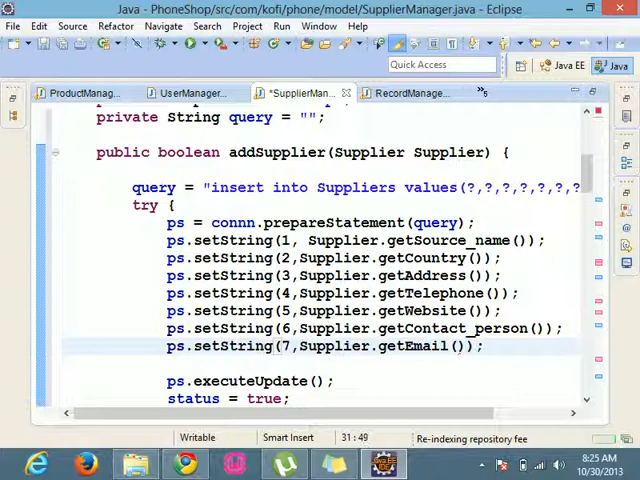 Java - PhoneShop/src/com/kofi/phone/model/SupplierManager.java - Eclipse
File Edit Source Refactor Navigate Search Project Run Window Help
Quick Access
Java EE Java
ProductManag... UserManager... *SupplierMan... RecordManage... »5
private String query = "";
public boolean addSupplier(Supplier Supplier) {
query = "insert into Suppliers values(?,?,?,?,?,?,?
try {
ps = connn.prepareStatement(query);
ps.setString(1, Supplier.getSource_name());
ps.setString(2,Supplier.getCountry());
ps.setString(3,Supplier.getAddress());
ps.setString(4,Supplier.getTelephone());
ps.setString(5,Supplier.getWebsite());
ps.setString(6,Supplier.getContact_person());
ps.setString(7,Supplier.getEmail());
ps.executeUpdate();
status = true;
Writable Smart Insert 31 : 49 Re-indexing repository fee
8:25 AM
10/30/2013